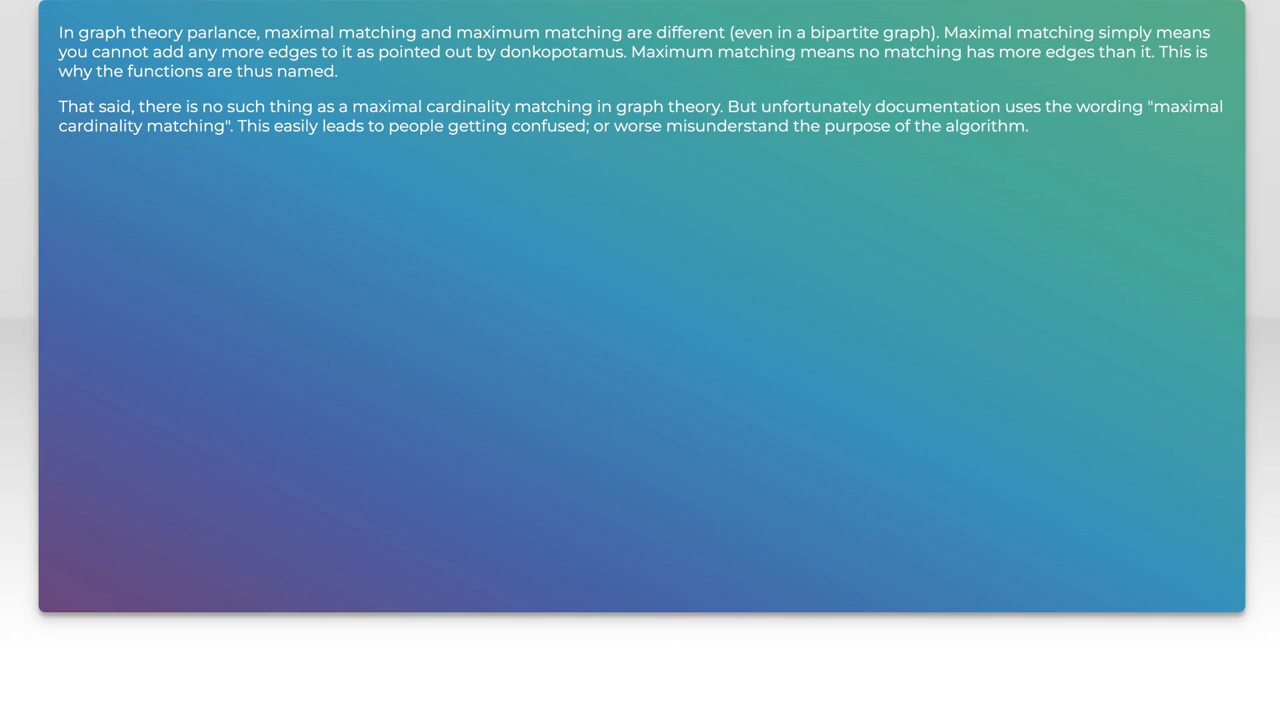 In graph theory parlance, maximal matching and maximum matching are different (even in a bipartite graph). Maximal matching simply means
you cannot add any more edges to it as pointed out by donkopotamus. Maximum matching means no matching has more edges than it. This is
why the functions are thus named.
That said, there is no such thing as a maximal cardinality matching in graph theory. But unfortunately documentation uses the wording "maximal
cardinality matching". This easily leads to people getting confused; or worse misunderstand the purpose of the algorithm.